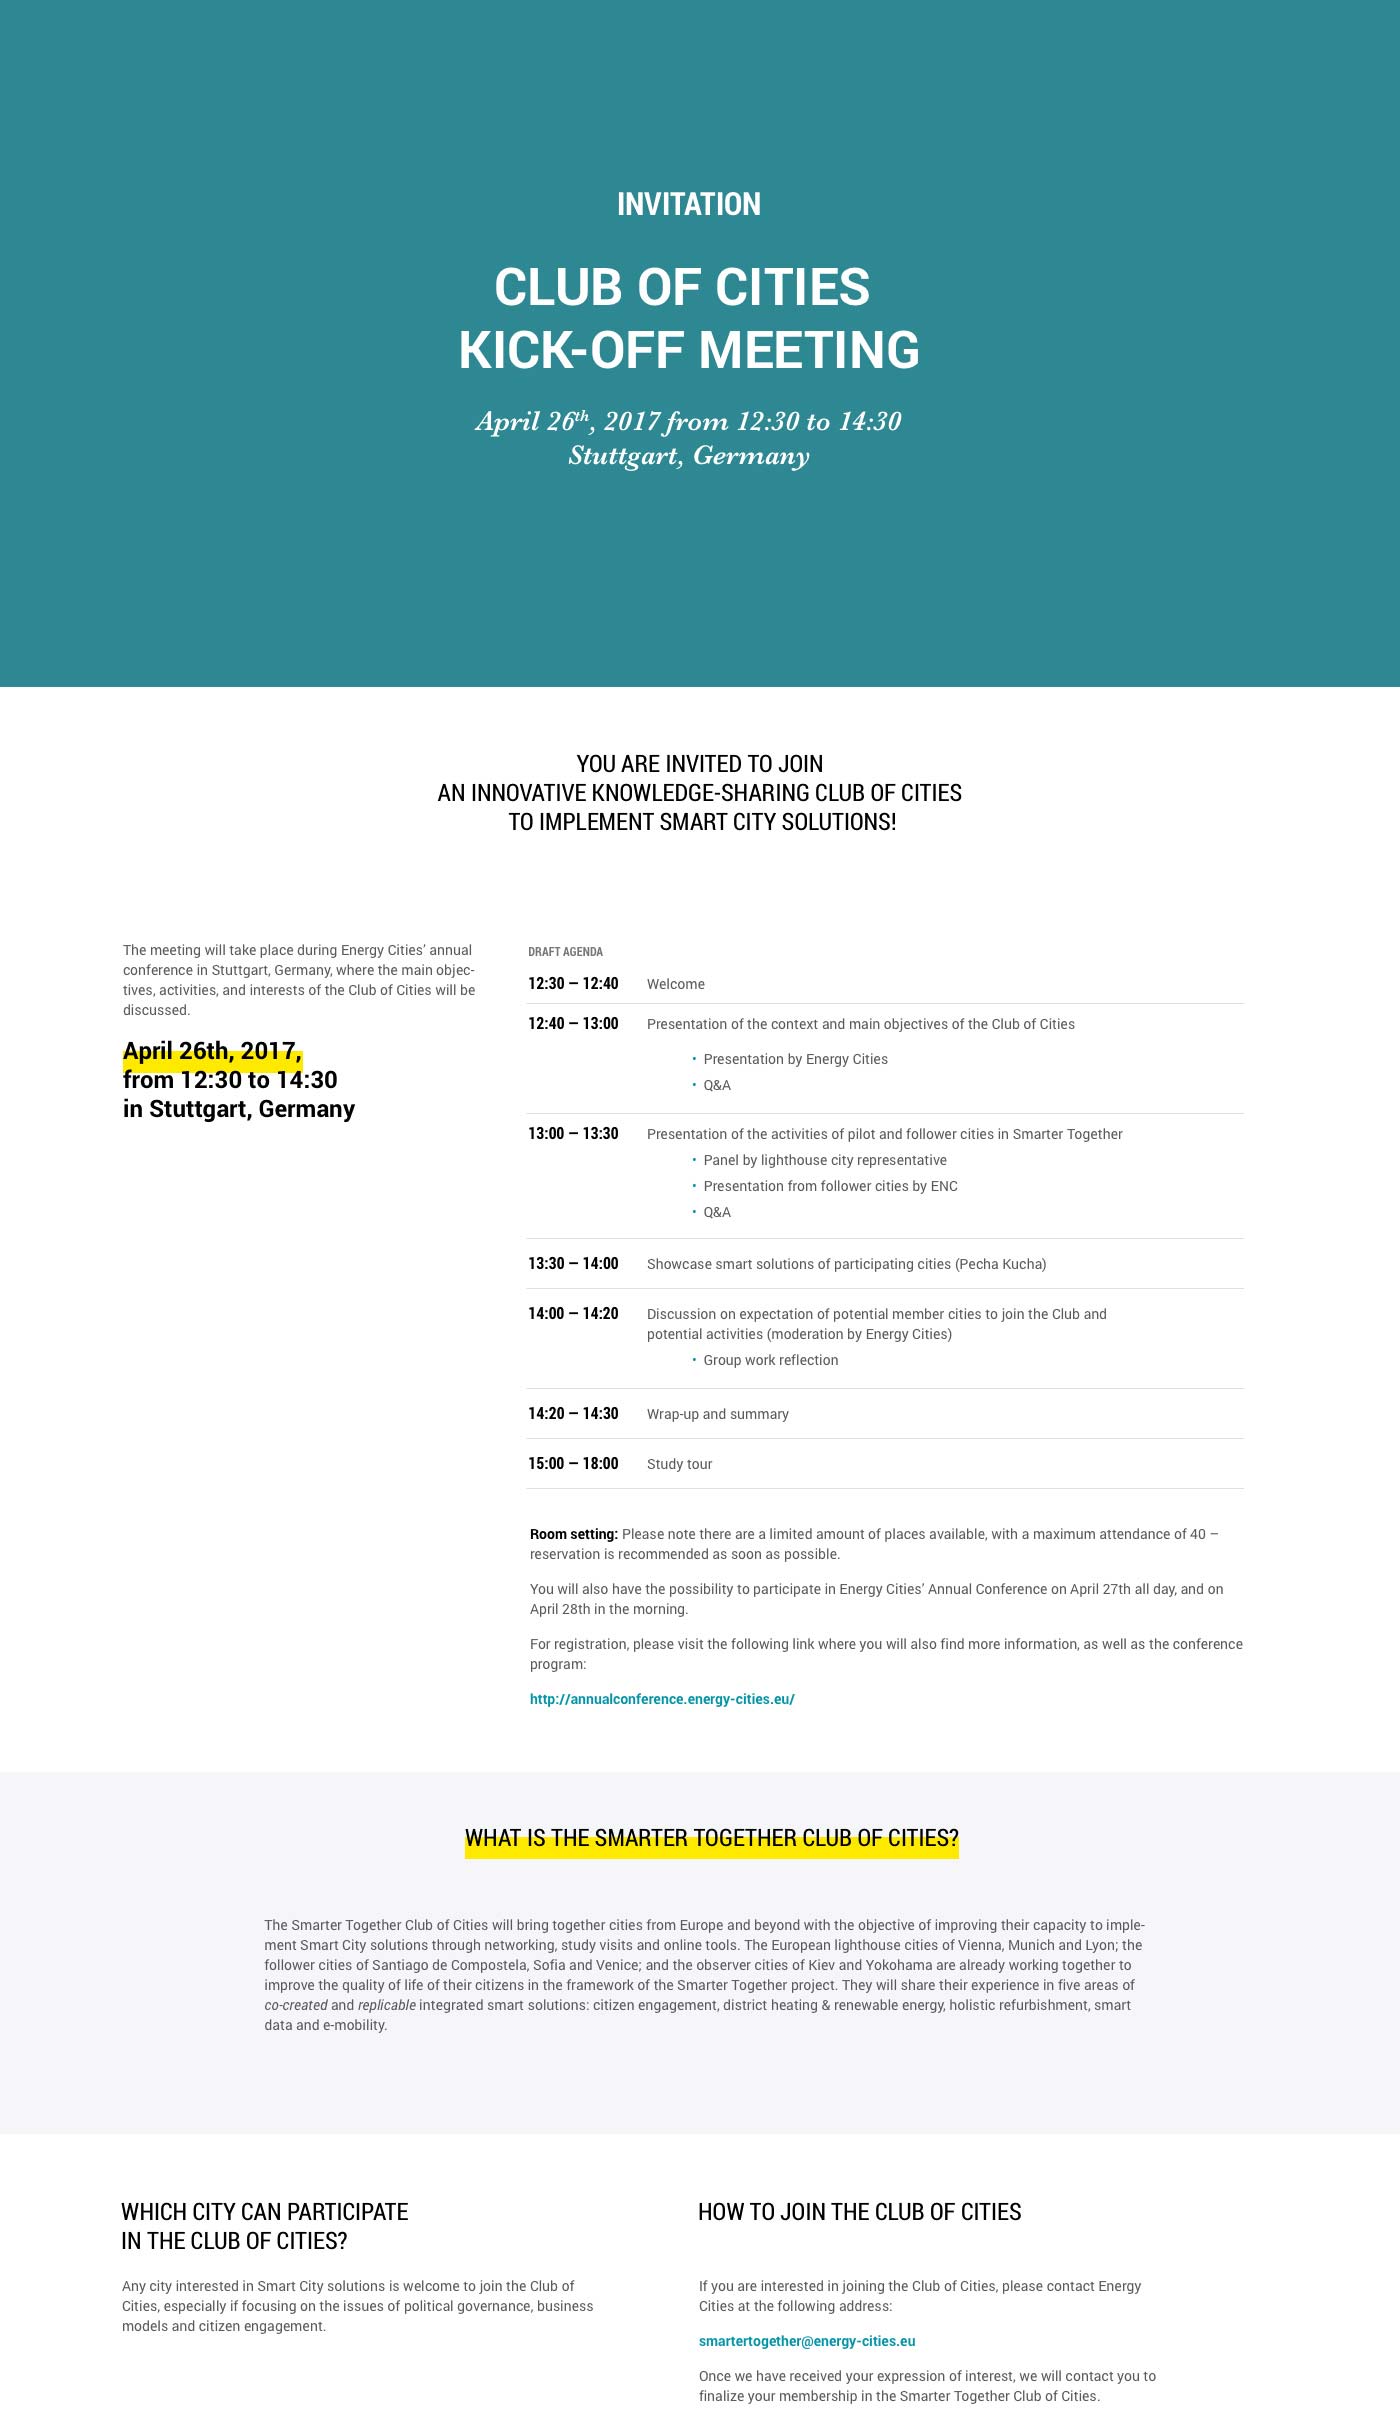 INVITATION
CLUB OF CITIES
KICK-OFF MEETING
April 26th, 2017 from 12:30 to 14:30
Stuttgart, Germany
YOU ARE INVITED TO JOIN
AN INNOVATIVE KNOWLEDGE-SHARING CLUB OF CITIES
TO IMPLEMENT SMART CITY SOLUTIONS!
The meeting will take place during Energy Cities’ annual
conference in Stuttgart, Germany, where the main objec-
tives, activities, and interests of the Club of Cities will be
discussed.
April 26th, 2017,
from 12:30 to 14:30
in Stuttgart, Germany
DRAFT AGENDA
12:30 – 12:40 Welcome
12:40 – 13:00 Presentation of the context and main objectives of the Club of Cities
• Presentation by Energy Cities
• Q&A
13:00 – 13:30 Presentation of the activities of pilot and follower cities in Smarter Together
• Panel by lighthouse city representative
• Presentation from follower cities by ENC
• Q&A
13:30 – 14:00 Showcase smart solutions of participating cities (Pecha Kucha)
14:00 – 14:20 Discussion on expectation of potential member cities to join the Club and
potential activities (moderation by Energy Cities)
• Group work reflection
14:20 – 14:30 Wrap-up and summary
15:00 – 18:00 Study tour
Room setting: Please note there are a limited amount of places available, with a maximum attendance of 40 –
reservation is recommended as soon as possible.
You will also have the possibility to participate in Energy Cities’ Annual Conference on April 27th all day, and on
April 28th in the morning.
For registration, please visit the following link where you will also find more information, as well as the conference
program:
http://annualconference.energy-cities.eu/
WHAT IS THE SMARTER TOGETHER CLUB OF CITIES?
The Smarter Together Club of Cities will bring together cities from Europe and beyond with the objective of improving their capacity to imple-
ment Smart City solutions through networking, study visits and online tools. The European lighthouse cities of Vienna, Munich and Lyon; the
follower cities of Santiago de Compostela, Sofia and Venice; and the observer cities of Kiev and Yokohama are already working together to
improve the quality of life of their citizens in the framework of the Smarter Together project. They will share their experience in five areas of
co-created and replicable integrated smart solutions: citizen engagement, district heating & renewable energy, holistic refurbishment, smart
data and e-mobility.
WHICH CITY CAN PARTICIPATE
IN THE CLUB OF CITIES?
Any city interested in Smart City solutions is welcome to join the Club of
Cities, especially if focusing on the issues of political governance, business
models and citizen engagement.
HOW TO JOIN THE CLUB OF CITIES
If you are interested in joining the Club of Cities, please contact Energy
Cities at the following address:
smartertogether@energy-cities.eu
Once we have received your expression of interest, we will contact you to
finalize your membership in the Smarter Together Club of Cities.